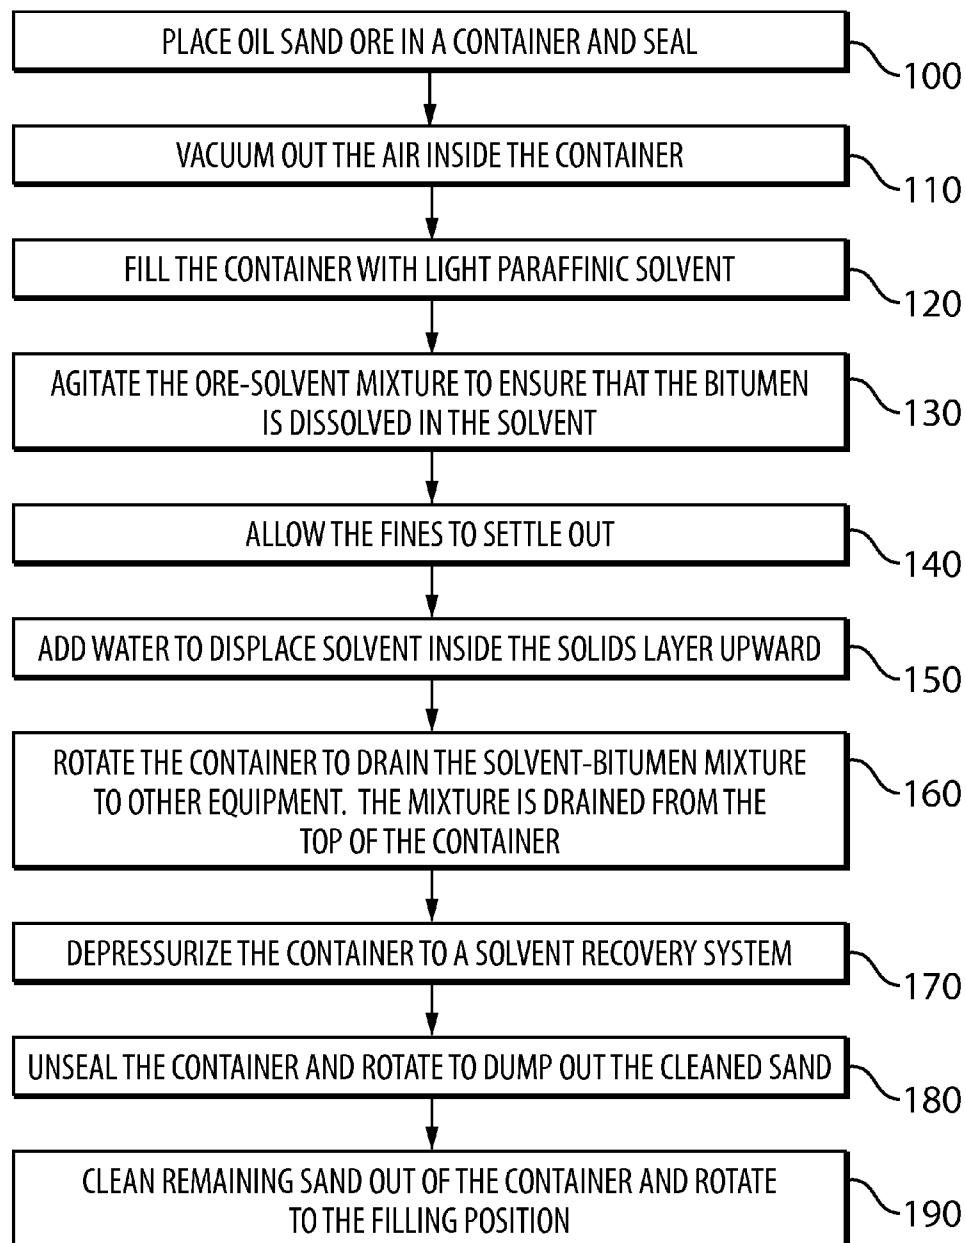 PLACE OIL SAND ORE IN A CONTAINER AND SEAL
100
VACUUM OUT THE AIR INSIDE THE CONTAINER
110
FILL THE CONTAINER WITH LIGHT PARAFFINIC SOLVENT
120
AGITATE THE ORE-SOLVENT MIXTURE TO ENSURE THAT THE BITUMEN
IS DISSOLVED IN THE SOLVENT
130
ALLOW THE FINES TO SETTLE OUT
140
ADD WATER TO DISPLACE SOLVENT INSIDE THE SOLIDS LAYER UPWARD
150
ROTATE THE CONTAINER TO DRAIN THE SOLVENT-BITUMEN MIXTURE
TO OTHER EQUIPMENT. THE MIXTURE IS DRAINED FROM THE
TOP OF THE CONTAINER
160
DEPRESSURIZE THE CONTAINER TO A SOLVENT RECOVERY SYSTEM
170
UNSEAL THE CONTAINER AND ROTATE TO DUMP OUT THE CLEANED SAND
180
CLEAN REMAINING SAND OUT OF THE CONTAINER AND ROTATE
TO THE FILLING POSITION
190